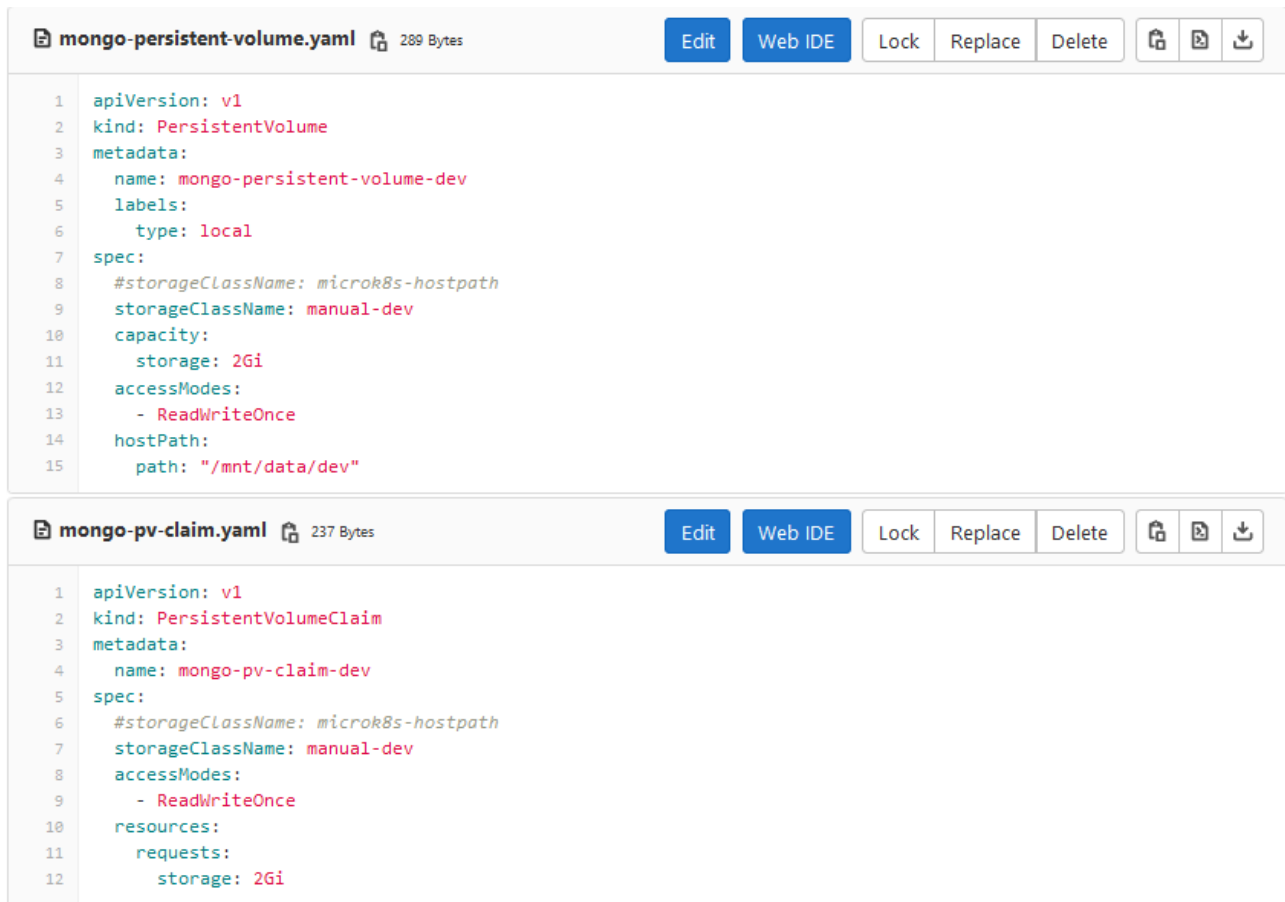 mongo-persistent-volume.yaml 289 Bytes Edit Web IDE Lock Replace Delete
1 apiVersion: v1
2 kind: PersistentVolume
3 metadata:
4   name: mongo-persistent-volume-dev
5   labels:
6     type: local
7 spec:
8   #storageClassName: microk8s-hostpath
9   storageClassName: manual-dev
10   capacity:
11     storage: 2Gi
12   accessModes:
13     - ReadWriteOnce
14   hostPath:
15     path: "/mnt/data/dev"
mongo-pv-claim.yaml 237 Bytes Edit Web IDE Lock Replace Delete
1 apiVersion: v1
2 kind: PersistentVolumeClaim
3 metadata:
4   name: mongo-pv-claim-dev
5 spec:
6   #storageClassName: microk8s-hostpath
7   storageClassName: manual-dev
8   accessModes:
9     - ReadWriteOnce
10   resources:
11     requests:
12       storage: 2Gi